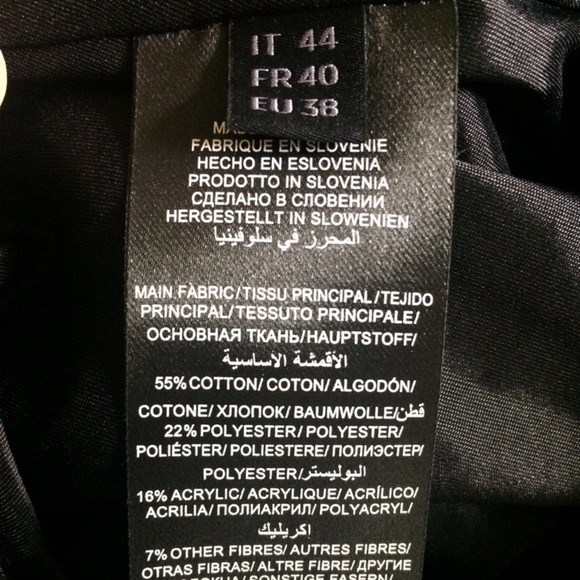 IT 44
FR 40
EU 38
FABRIQUE EN SLOVENIE
HECHO EN ESLOVENIA
PRODOTTO IN SLOVENIA
СДЕЛАНО В СЛОВЕНИИ
HERGESTELLT IN SLOWENIEN
المحرر في سلوفينيا
MAIN FABRIC/TISSU PRINCIPAL/TEJIDO
PRINCIPAL/TESSUTO PRINCIPALE/
ОСНОВНАЯ ТКАНЬ/HAUPTSTOFF/
الأقمشة الأساسية
55% COTTON/ COTON/ ALGODÓN/
COTONE/ ХЛОПОК/ BAUMWOLLE/قطن
22% POLYESTER/ POLYESTER/
POLIÉSTER/ POLIESTERE/ ПОЛИЭСТЕР/
POLYESTER/البوليستر
16% ACRYLIC/ ACRYLIQUE/ ACRÍLICO/
ACRILIA/ ПОЛИАКРИЛ/ POLYACRYL/
إكريليك
7% OTHER FIBRES/ AUTRES FIBRES/
OTRAS FIBRAS/ ALTRE FIBRE/ ДРУГИЕ